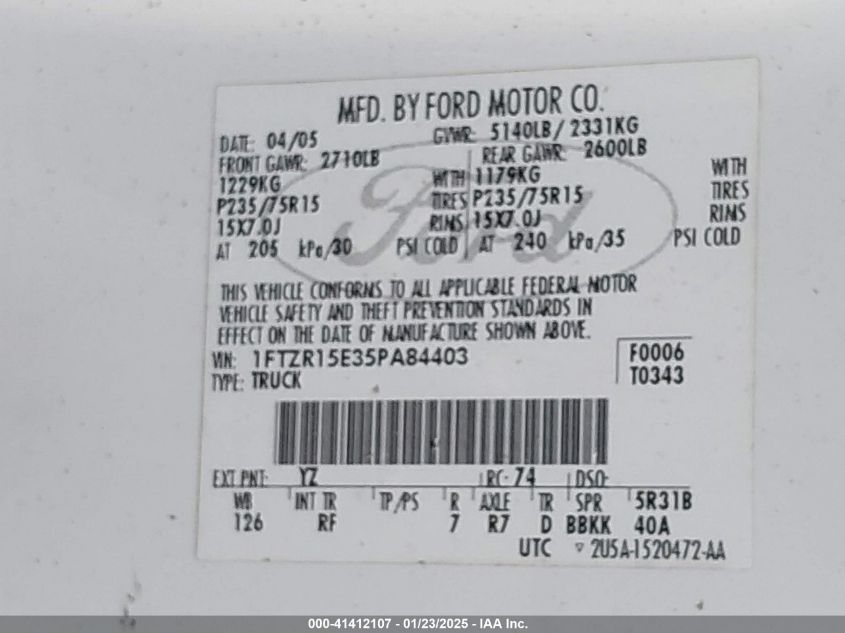 MFD. BY FORD MOTOR CO.
DATE: 04/05 GVWR: 5140LB/ 2331KG
FRONT GAWR: 2710LB REAR GAWR: 2600LB
1229KG WITH 1179KG WITH
P235/75R15 TIRES P235/75R15 TIRES
15X7.0J RIMS 15X7.0J RIMS
AT 205 kPa/30 PSI COLD AT 240 kPa/35 PSI COLD
Ford
THIS VEHICLE CONFORMS TO ALL APPLICABLE FEDERAL MOTOR
VEHICLE SAFETY AND THEFT PREVENTION STANDARDS IN
EFFECT ON THE DATE OF MANUFACTURE SHOWN ABOVE.
VIN: 1FTZR15E35PA84403 F0006
TYPE: TRUCK T0343
EXT PNT: YZ RC: 74 DSO:
WB INT TR TP/PS R AXLE TR SPR 5R31B
126 RF 7 R7 D BBKK 40A
UTC ▿ 2U5A-1520472-AA
000-41412107 - 01/23/2025 - IAA Inc.